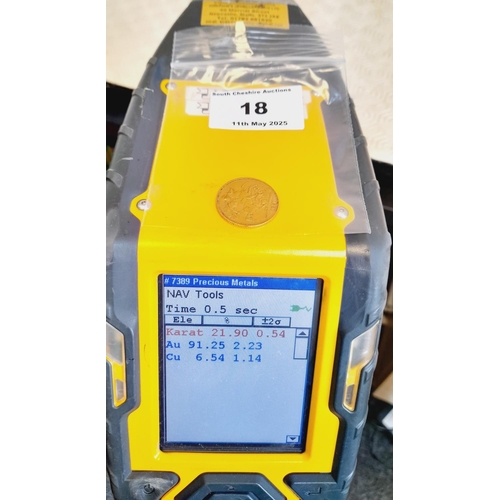 South Cheshire Auctions
18
11th May 2025
# 7389 Precious Metals
NAV Tools
Time 0.5 sec
Ele % ±2σ
Karat 21.90 0.54
Au 91.25 2.23
Cu 6.54 1.14